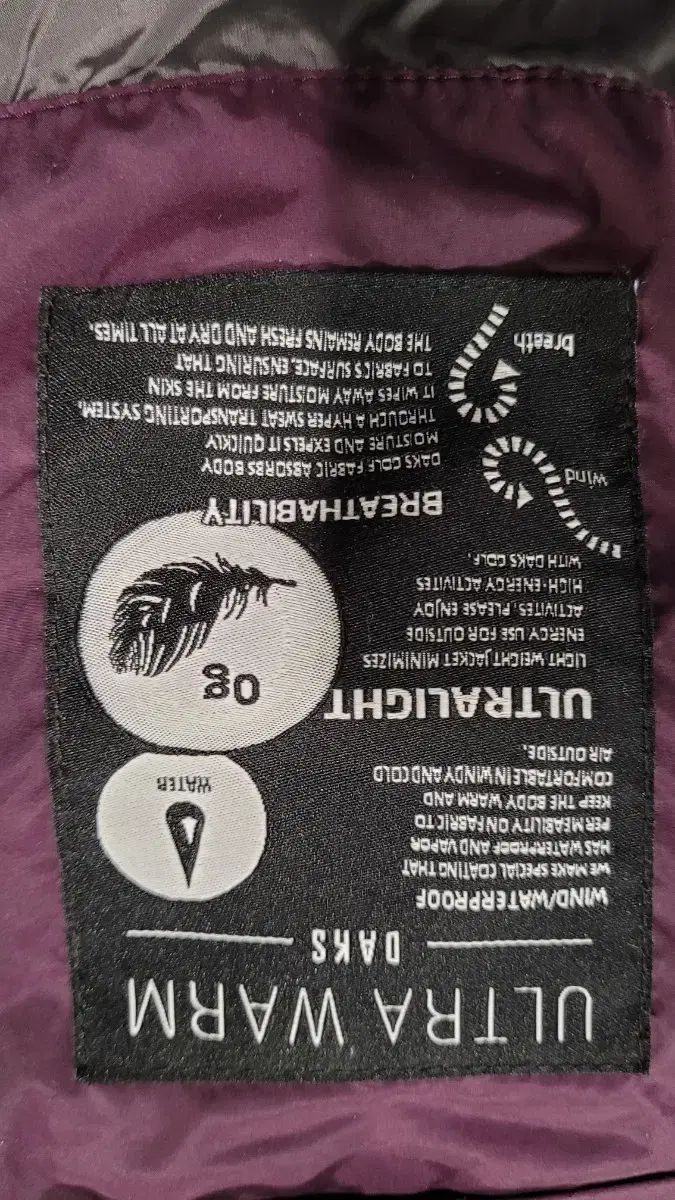 ULTRA WARM
DAKS
WIND/WATERPROOF
WE MAKE SPECIAL COATING THAT
HAS WATERPROOF AND VAPOR
PERMEABILITY ON FABRIC TO
KEEP THE BODY WARM AND
COMFORTABLE IN WINDY AND COLD
AIR OUTSIDE.
WATER
ULTRALIGHT
LIGHT WEIGHT JACKET MINIMIZES
ENERGY USE FOR OUTSIDE
ACTIVITES. PLEASE ENJOY
HIGH-ENERGY ACTIVITES
WITH DAKS GOLF.
0g
BREATHABILITY
DAKS GOLF FABRIC ABSORBS BODY
MOISTURE AND EXPELS IT QUICKLY
THROUGH A HYPER SWEAT TRANSPORTING SYSTEM.
IT WIPES AWAY MOISTURE FROM THE SKIN
TO FABRIC'S SURFACE, ENSURING THAT
THE BODY REMAINS FRESH AND DRY AT ALL TIMES.
wind
breath